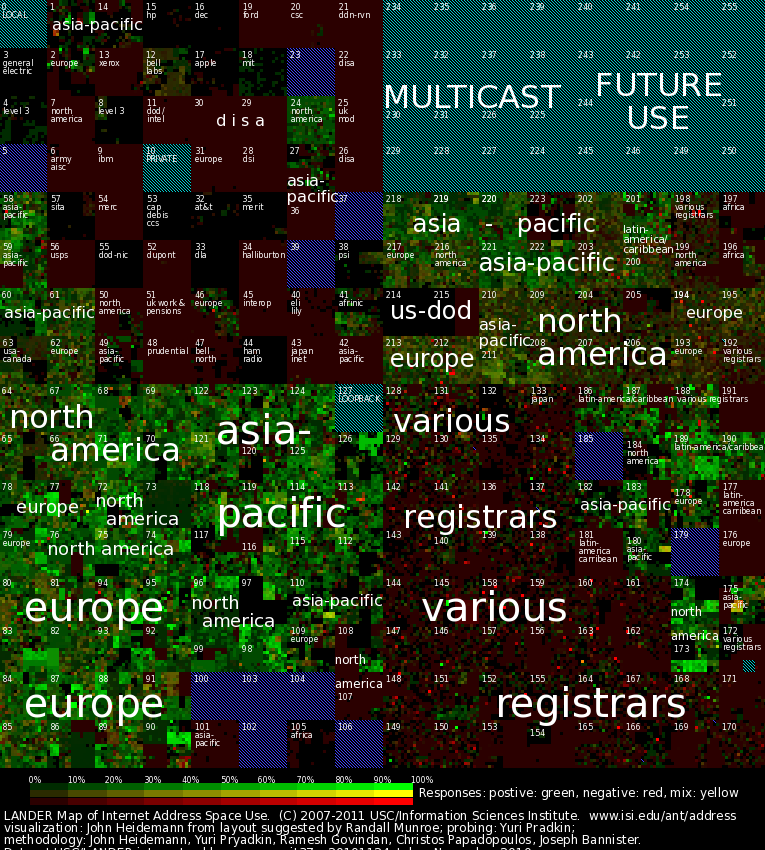 0 1 14 15 16 19 20 21 234 235 238 239 254 255
LOCAL asia-pacific hp dec ford csc ddn-rvn
3 2 13 12 17 18 23 22 233 232 237 236 243 242 253 252
general electric europe xerox bell labs apple mit disa
MULTICAST FUTURE USE
4 7 8 11 30 29 24 25 230 231 226 225 244 247 248 251
level 3 north america level 3 dod/ intel d i s a north america uk mod
5 6 9 10 31 28 27 26 229 228 227 224 245 246 249 250
army aisc ibm PRIVATE europe dsi asia-pacific disa
58 57 54 53 32 35 36 37 218 219 220 223 202 201 198 197
asia-pacific sita merc cap debis ccs at&t merit asia - pacific latin-america/caribbean various registrars africa
59 56 55 52 33 34 39 38 217 216 221 222 203 200 199 196
asia-pacific usps dod-nic dupont dla halliburton psi europe north america asia-pacific north america africa
60 61 50 51 46 45 40 41 214 215 210 209 204 205 194 195
asia-pacific north america uk work & pensions europe interop eli lily afrinic us-dod asia-pacific north america europe
63 62 49 48 47 44 43 42 213 212 211 208 207 206 193 192
usa-canada europe asia-pacific prudential bell north ham radio japan inet asia-pacific europe europe various registrars
64 67 68 69 122 123 124 127 128 131 132 133 186 187 188 191
north america asia- LOOPBACK various japan latin-america/caribbean various registrars
65 66 71 70 121 120 125 126 129 130 135 134 185 184 189 190
north america latin-america/caribbea
77 72 73 118 119 114 113 142 141 136 137 182 183 178 177
78
europe north america pacific registrars asia-pacific europe latin-america carribean
79 76 75 74 117 116 115 112 143 140 139 138 181 180 179 176
europe north america latin-america carribean asia-pacific europe
80 81 94 95 96 97 110 144 145 158 159 160 161 174 175
europe north america asia-pacific various north america asia-pacific
83 82 93 92 99 98 109 108 147 146 157 156 163 162 173 172
europe north america various registrars
84 87 88 91 100 103 104 107 148 151 152 155 164 167 168 171
europe registrars
85 86 89 90 101 102 105 106 149 150 153 154 165 166 169 170
asia-pacific africa
0% 10% 20% 30% 40% 50% 60% 70% 80% 90% 100%
Responses: postive: green, negative: red, mix: yellow
LANDER Map of Internet Address Space Use. (C) 2007-2011 USC/Information Sciences Institute. www.isi.edu/ant/address
visualization: John Heidemann from layout suggested by Randall Munroe; probing: Yuri Pradkin;
methodology: John Heidemann, Yuri Pryadkin, Ramesh Govindan, Christos Papadopoulos, Joseph Bannister.